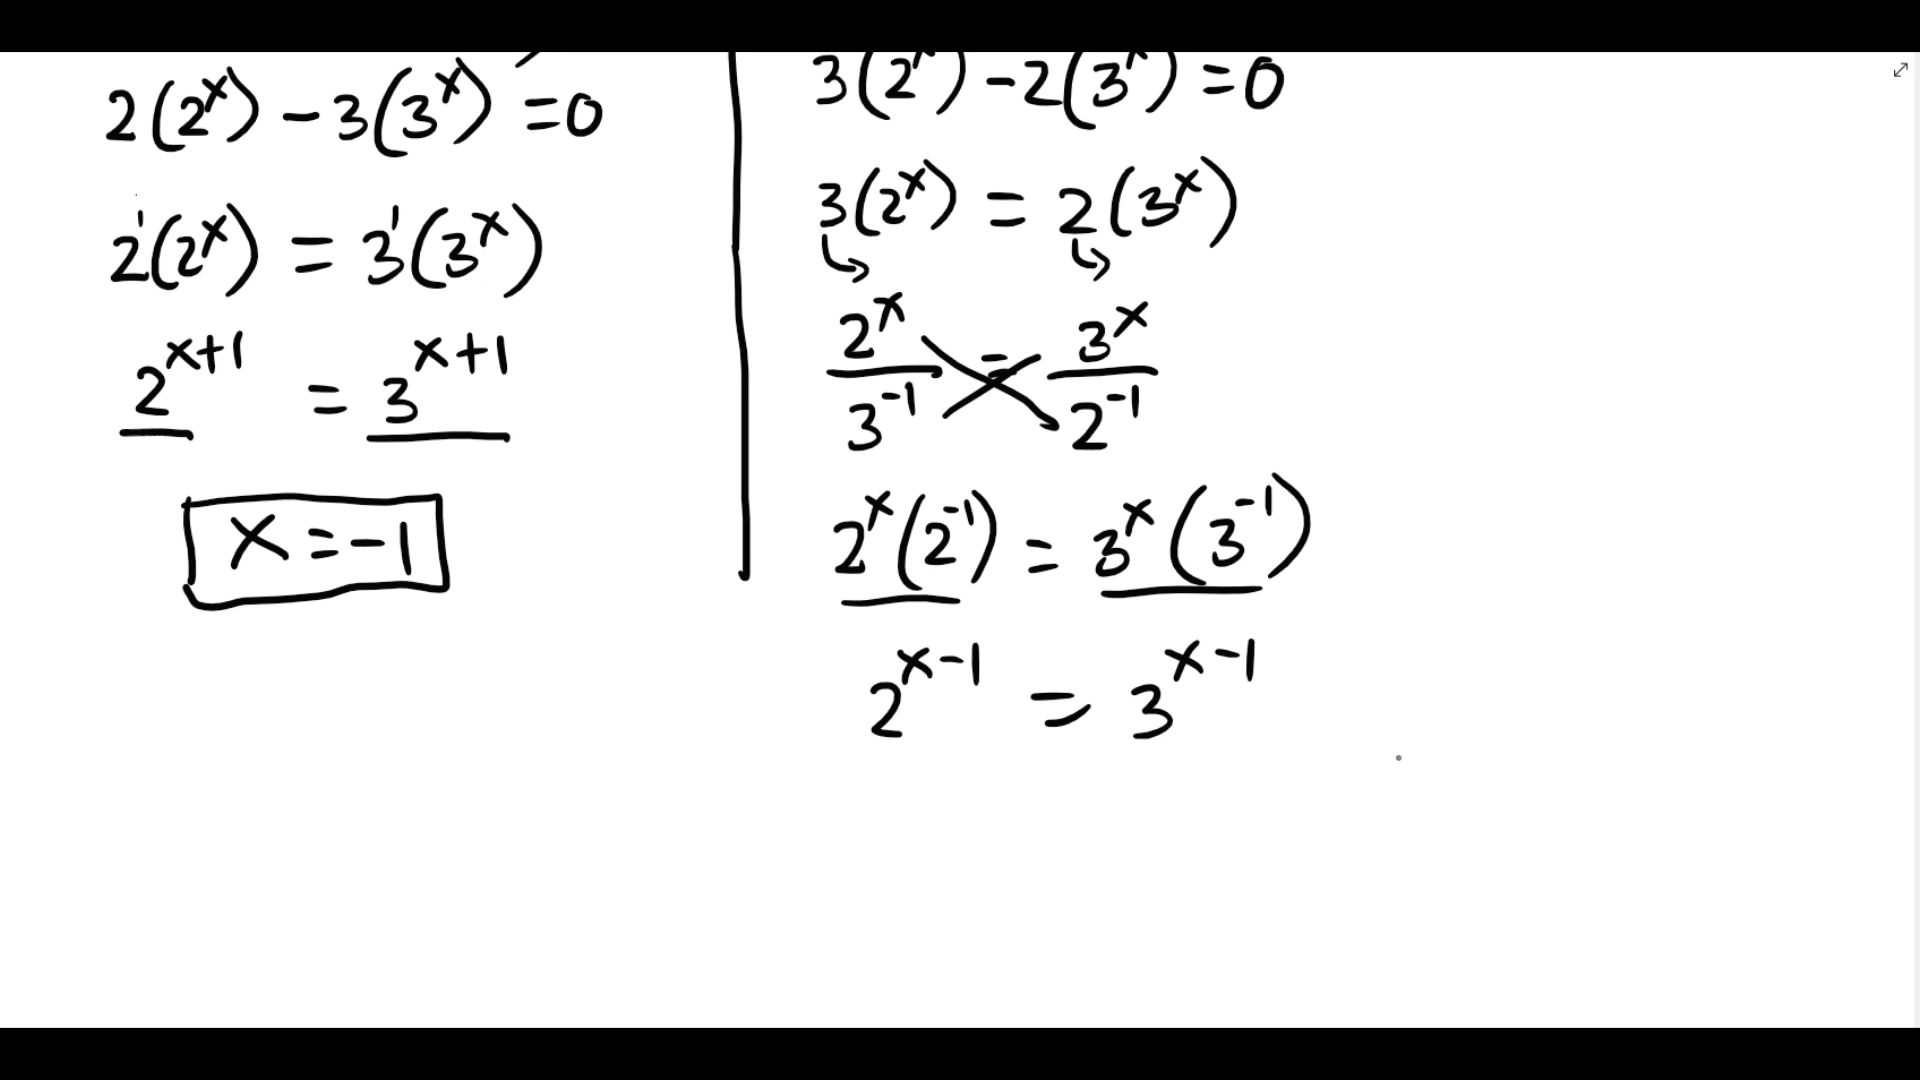 2(2^x) - 3(3^x) = 0
2^1(2^x) = 3^1(3^x)
2^{x+1} = 3^{x+1}
x = -1
3(2^x) - 2(3^x) = 0
3(2^x) = 2(3^x)
2^x/3^{-1} = 3^x/2^{-1}
2^x(2^{-1}) = 3^x(3^{-1})
2^{x-1} = 3^{x-1}